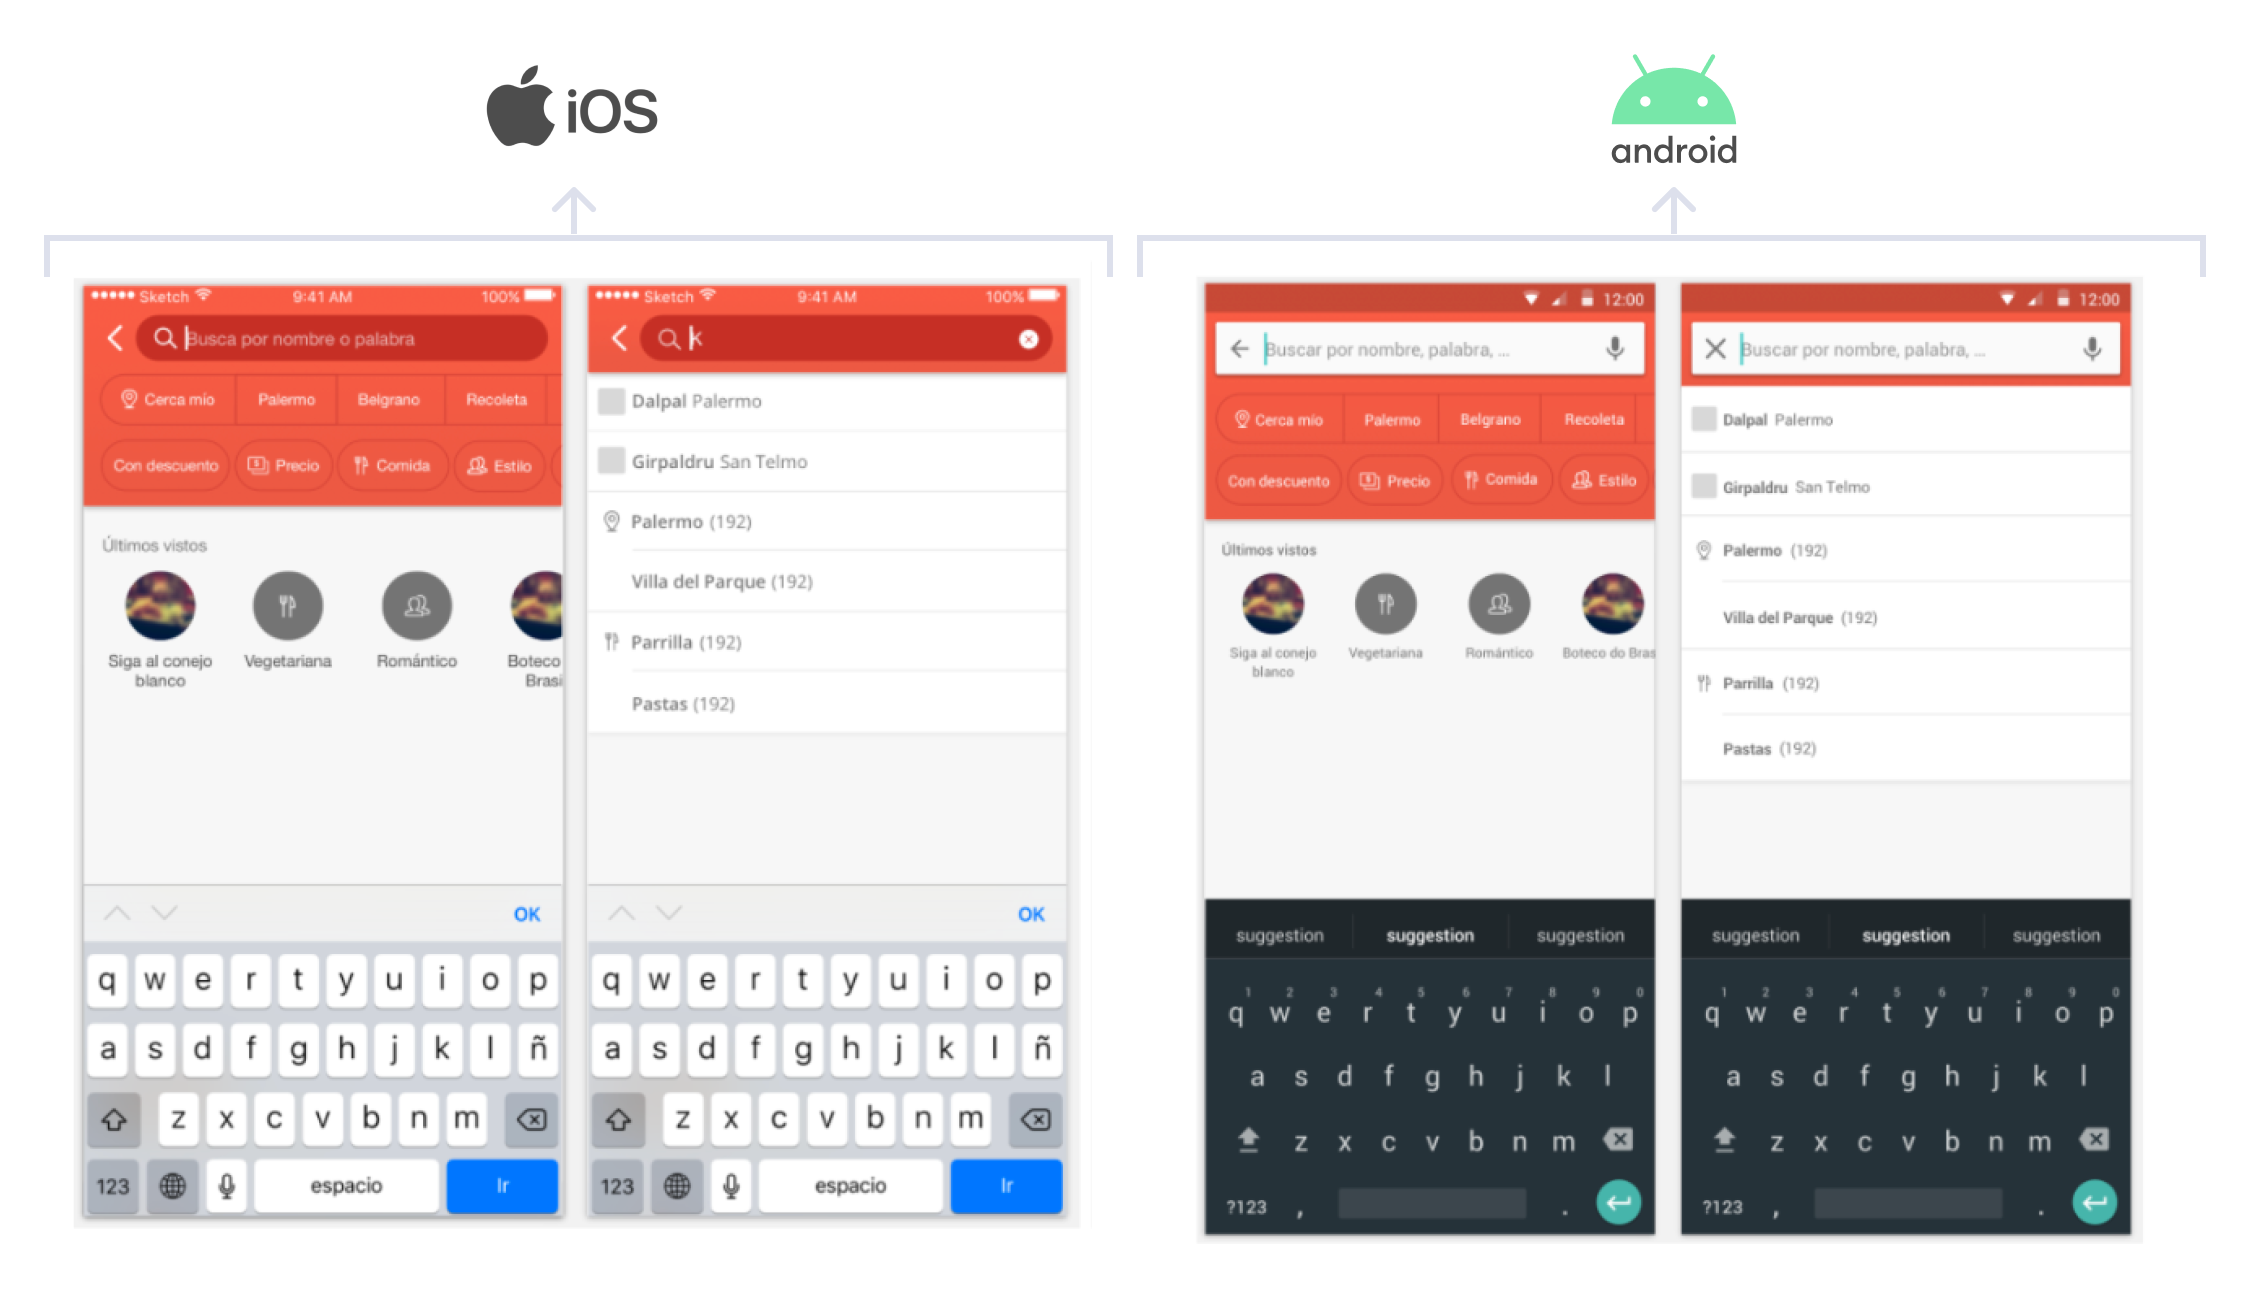 iOS
android
Sketch 9:41 AM 100%
Busca por nombre o palabra
Cerca mio Palermo Belgrano Recoleta
Con descuento Precio Comida Estilo
Últimos vistos
Siga al conejo blanco
Vegetariana
Romántico
Boteco
Brasi
OK
q w e r t y u i o p
a s d f g h j k l ñ
z x c v b n m
123 espacio Ir
Sketch 9:41 AM 100%
k
Dalpal Palermo
Girpaldru San Telmo
Palermo (192)
Villa del Parque (192)
Parrilla (192)
Pastas (192)
OK
q w e r t y u i o p
a s d f g h j k l ñ
z x c v b n m
123 espacio Ir
12:00
Buscar por nombre, palabra, ...
Cerca mio Palermo Belgrano Recoleta
Con descuento Precio Comida Estilo
Últimos vistos
Siga al conejo blanco
Vegetariana
Romántico
Boteco do Bras
suggestion suggestion suggestion
1 2 3 4 5 6 7 8 9 0
q w e r t y u i o p
a s d f g h j k l
z x c v b n m
?123 , .
12:00
Buscar por nombre, palabra, ...
Dalpal Palermo
Girpaldru San Telmo
Palermo (192)
Villa del Parque (192)
Parrilla (192)
Pastas (192)
suggestion suggestion suggestion
1 2 3 4 5 6 7 8 9 0
q w e r t y u i o p
a s d f g h j k l
z x c v b n m
?123 , .